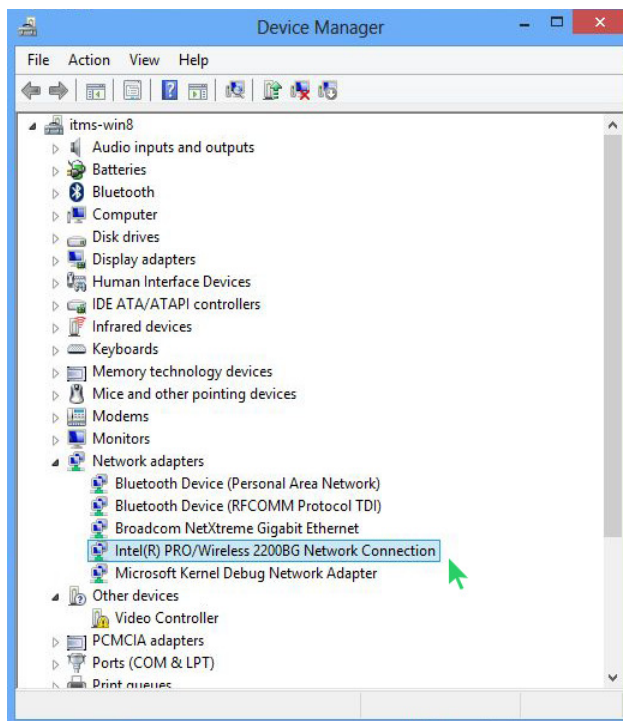 Device Manager
File Action View Help
itms-win8
Audio inputs and outputs
Batteries
Bluetooth
Computer
Disk drives
Display adapters
Human Interface Devices
IDE ATA/ATAPI controllers
Infrared devices
Keyboards
Memory technology devices
Mice and other pointing devices
Modems
Monitors
Network adapters
Bluetooth Device (Personal Area Network)
Bluetooth Device (RFCOMM Protocol TDI)
Broadcom NetXtreme Gigabit Ethernet
Intel(R) PRO/Wireless 2200BG Network Connection
Microsoft Kernel Debug Network Adapter
Other devices
Video Controller
PCMCIA adapters
Ports (COM & LPT)
Print queues